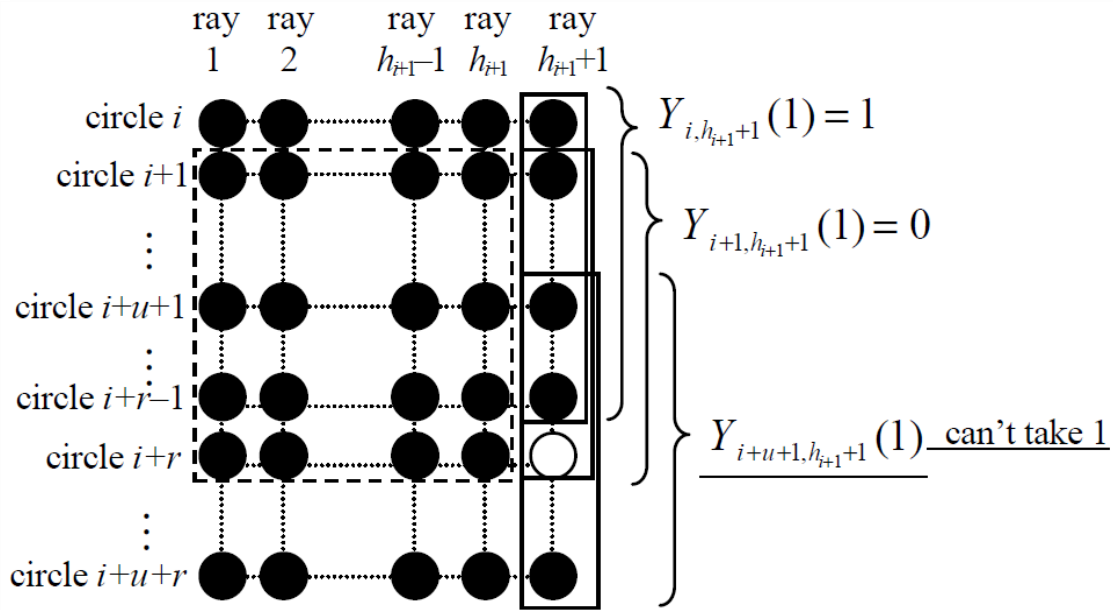 ray ray ray ray ray
1 2 h_{i+1}–1 h_{i+1} h_{i+1}+1
circle i
Y_{i,h_{i+1}+1}(1) = 1
circle i+1
Y_{i+1,h_{i+1}+1}(1) = 0
⋮
circle i+u+1
⋮
circle i+r–1
Y_{i+u+1,h_{i+1}+1}(1) can't take 1
circle i+r
⋮
circle i+u+r